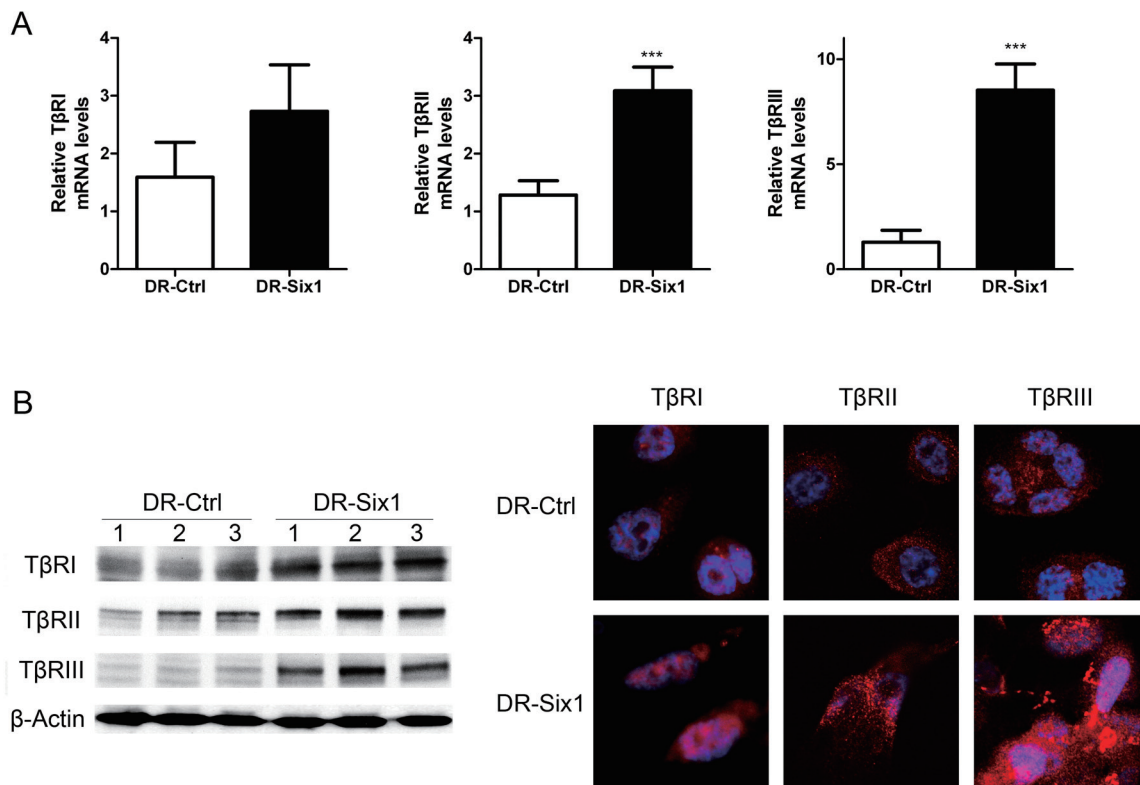 A
Relative TβRI
mRNA levels
4
3
2
1
0
DR-Ctrl DR-Six1
Relative TβRII
mRNA levels
4
3
2
1
0
***
DR-Ctrl DR-Six1
Relative TβRIII
mRNA levels
10
5
0
***
DR-Ctrl DR-Six1
B
DR-Ctrl DR-Six1
1 2 3 1 2 3
TβRI
TβRII
TβRIII
β-Actin
TβRI TβRII TβRIII
DR-Ctrl
DR-Six1